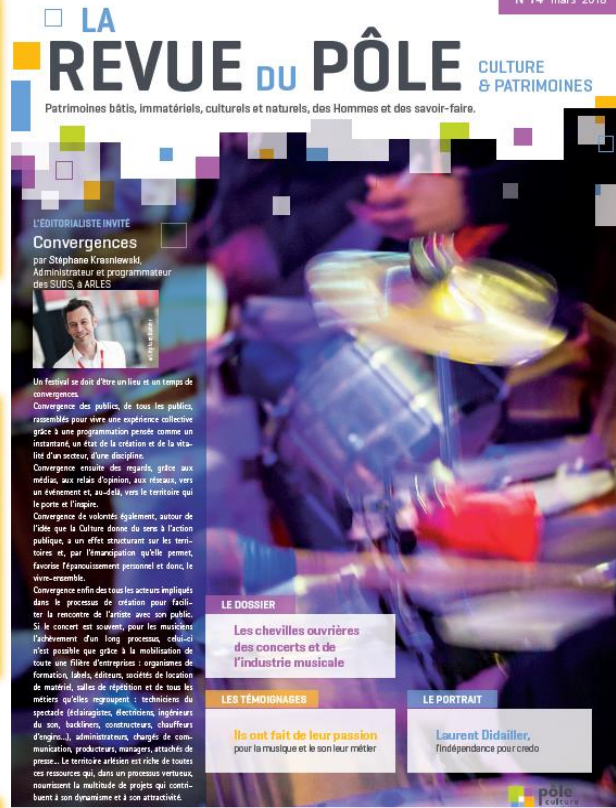 N°14 mars 2018
LA
REVUE DU PÔLE
CULTURE
& PATRIMOINES
Patrimoines bâtis, immatériels, culturels et naturels, des Hommes et des savoir-faire.
L'ÉDITORIALISTE INVITÉ
Convergences
par Stéphane Krasniewski,
Administrateur et programmateur
des SUDS, à ARLES
Un festival se doit d'être un lieu et un temps de
convergences.
Convergence des publics, de tous les publics,
rassemblés pour vivre une expérience collective
grâce à une programmation pensée comme un
instantané, un état de la création et de la vita-
lité d'un secteur, d'une discipline.
Convergence ensuite des regards, grâce aux
médias, aux relais d'opinion, aux réseaux, vers
un événement et, au-delà, vers le territoire qui
le porte et l'inspire.
Convergence de volontés également, autour de
l'idée que la Culture donne du sens à l'action
publique, a un effet structurant sur les terri-
toires et, par l'émancipation qu'elle permet,
favorise l'épanouissement personnel et donc, le
vivre-ensemble.
Convergence enfin des tous les acteurs impliqués
dans le processus de création pour facili-
ter la rencontre de l'artiste avec son public.
Si le concert est souvent, pour les musiciens
l'achèvement d'un long processus, celui-ci
n'est possible que grâce à la mobilisation de
toute une filière d'entreprises : organismes de
formation, labels, éditeurs, sociétés de location
de matériel, salles de répétition et de tous les
métiers qu'elles regroupent : techniciens du
spectacle (éclairagistes, électriciens, ingénieurs
du son, backliners, constructeurs, chauffeurs
d'engins...), administrateurs, chargés de com-
munication, producteurs, managers, attachés de
presse... Le territoire arlésien est riche de toutes
ces ressources qui, dans un processus vertueux,
nourrissent la multitude de projets qui contri-
buent à son dynamisme et à son attractivité.
LE DOSSIER
Les chevilles ouvrières
des concerts et de
l'industrie musicale
LES TÉMOIGNAGES
Ils ont fait de leur passion
pour la musique et le son leur métier
LE PORTRAIT
Laurent Didailler,
l'indépendance pour credo
pôle
culture